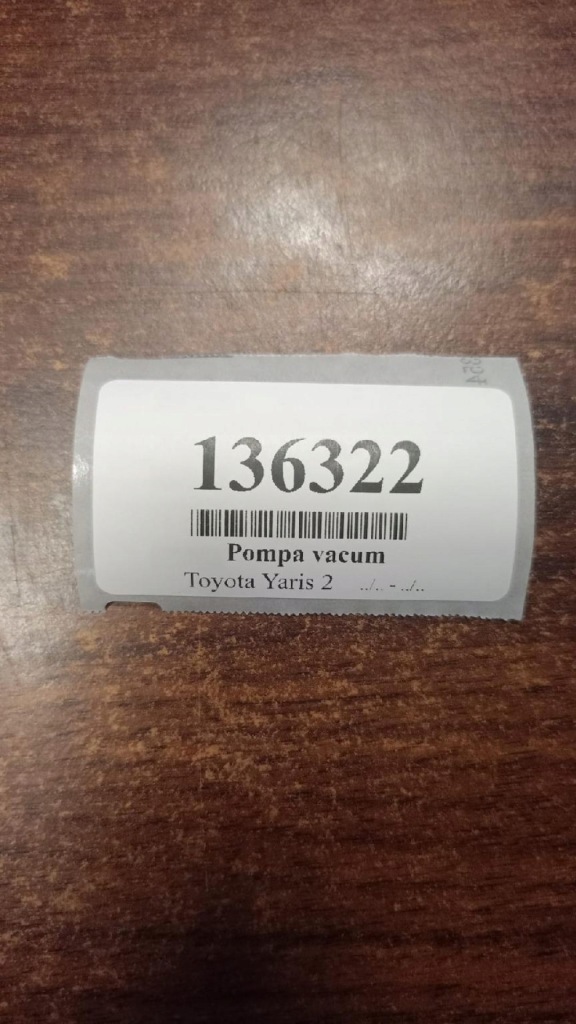 136322
Pompa vacum
Toyota Yaris 2 ../.. - ../..